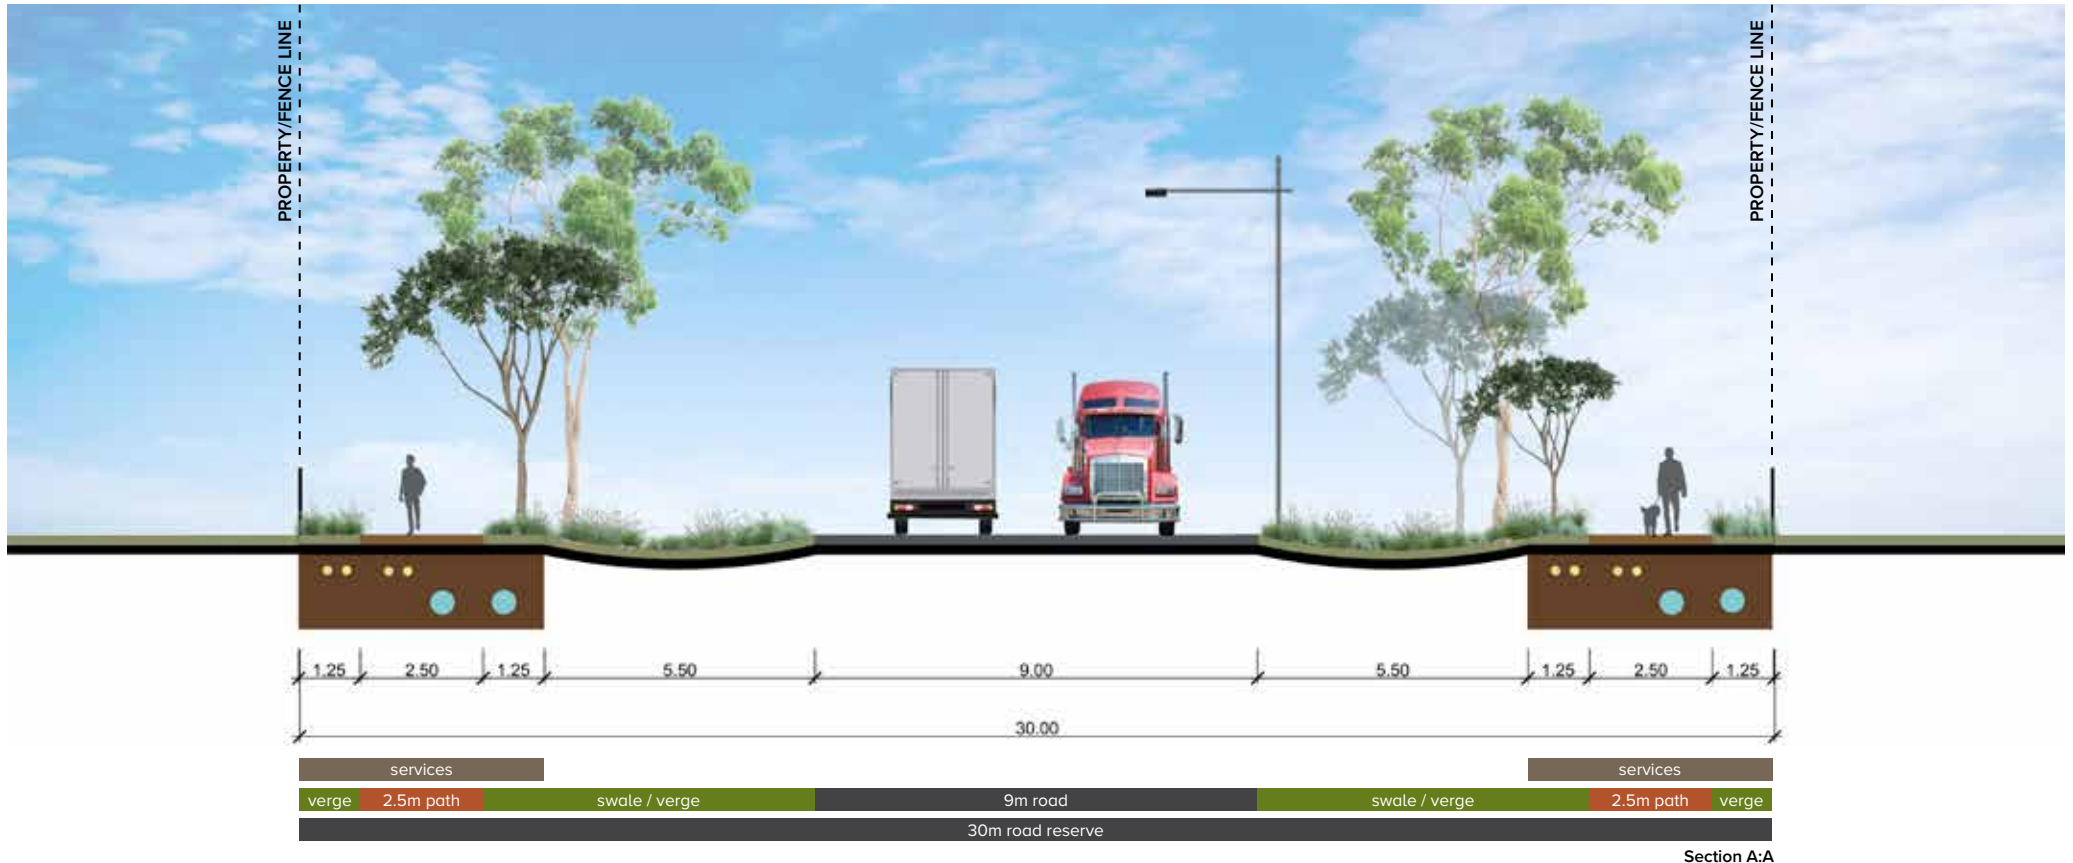 PROPERTY/FENCE LINE
PROPERTY/FENCE LINE
1.25 2.50 1.25 5.50 9.00 5.50 1.25 2.50 1.25
30.00
services services
verge 2.5m path swale / verge 9m road swale / verge 2.5m path verge
30m road reserve
Section A:A